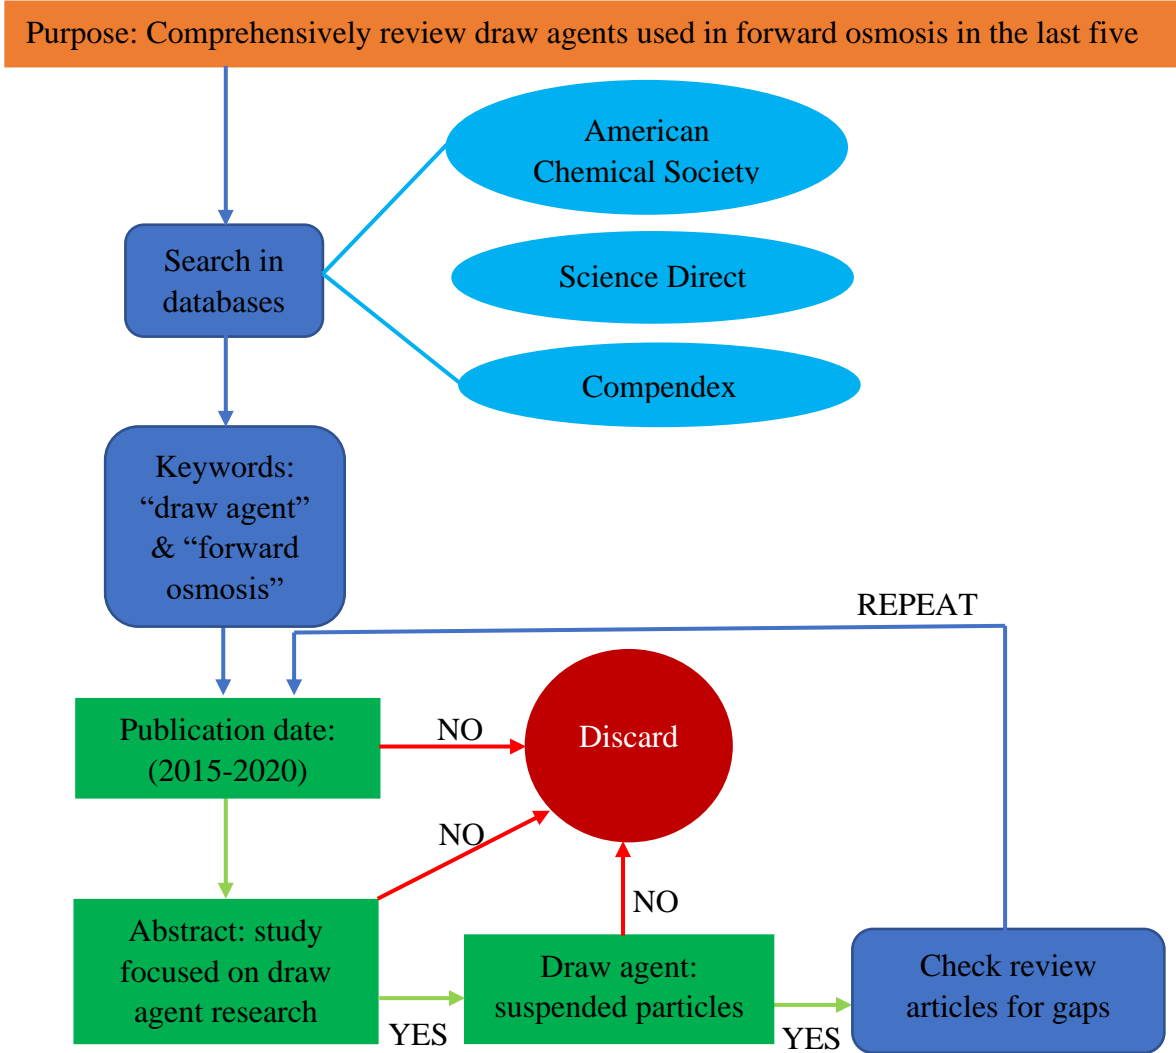 Purpose: Comprehensively review draw agents used in forward osmosis in the last five
American
Chemical Society
Search in
databases
Science Direct
Compendex
Keywords:
“draw agent”
& “forward
osmosis”
REPEAT
Publication date:
(2015-2020)
NO
Discard
NO
NO
Abstract: study
focused on draw
agent research
YES
Draw agent:
suspended particles
YES
Check review
articles for gaps